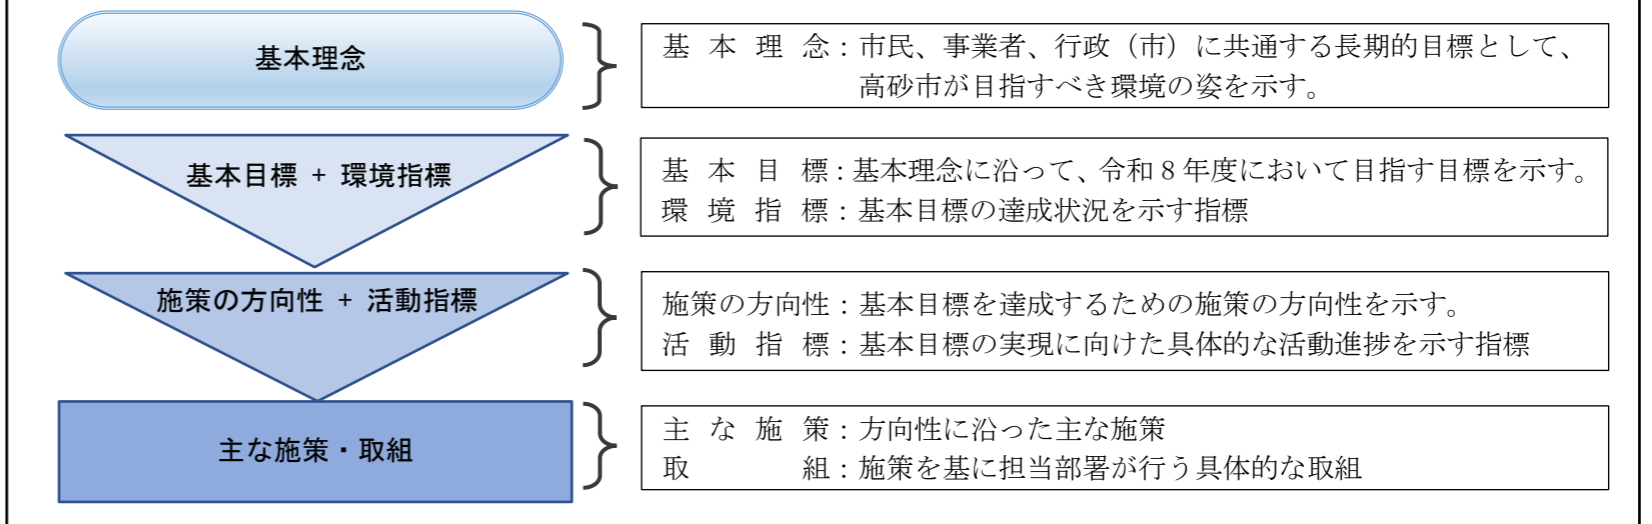 基本理念
基本理念：市民、事業者、行政（市）に共通する長期的目標として、
高砂市が目指すべき環境の姿を示す。
基本目標 + 環境指標
基本目標：基本理念に沿って、令和８年度において目指す目標を示す。
環境指標：基本目標の達成状況を示す指標
施策の方向性 + 活動指標
施策の方向性：基本目標を達成するための施策の方向性を示す。
活動指標：基本目標の実現に向けた具体的な活動進捗を示す指標
主な施策・取組
主な施策：方向性に沿った主な施策
取組：施策を基に担当部署が行う具体的な取組